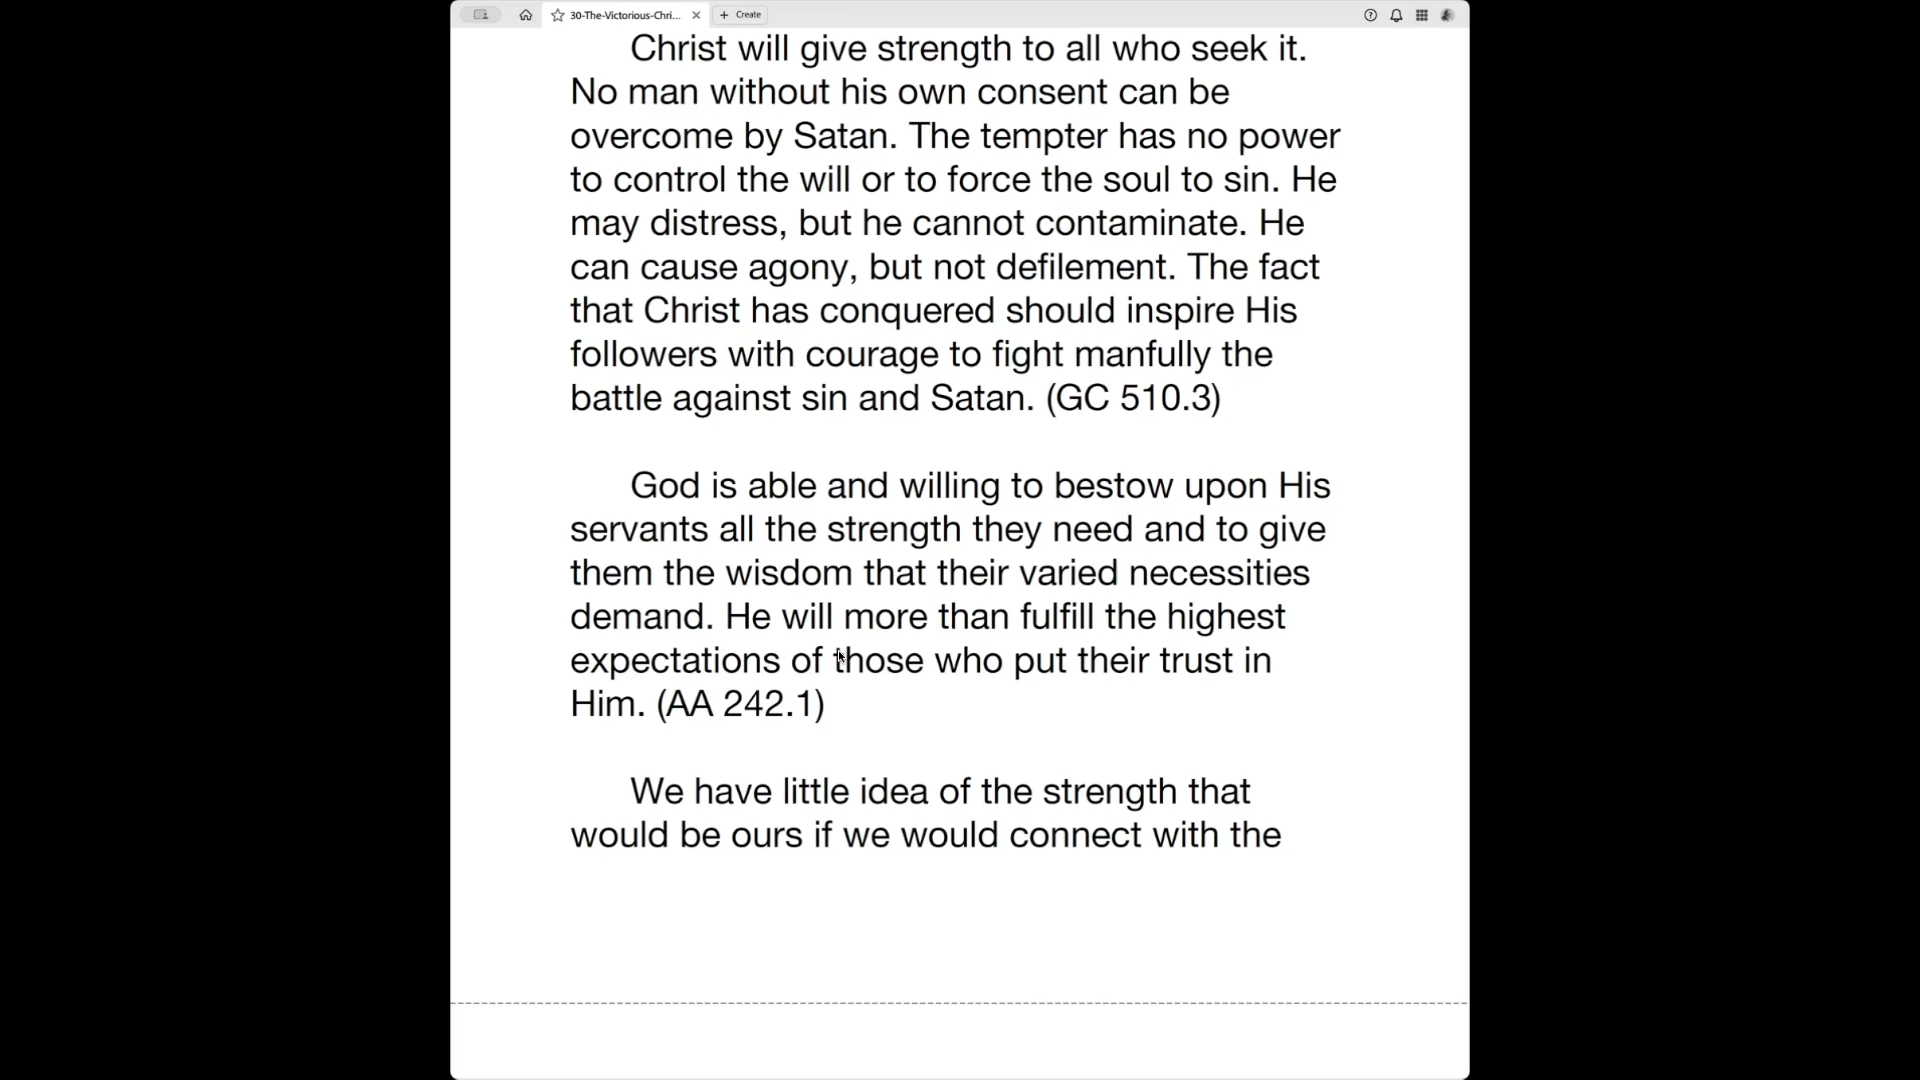 30-The-Victorious-Chri...
Create
Christ will give strength to all who seek it.
No man without his own consent can be
overcome by Satan. The tempter has no power
to control the will or to force the soul to sin. He
may distress, but he cannot contaminate. He
can cause agony, but not defilement. The fact
that Christ has conquered should inspire His
followers with courage to fight manfully the
battle against sin and Satan. (GC 510.3)
God is able and willing to bestow upon His
servants all the strength they need and to give
them the wisdom that their varied necessities
demand. He will more than fulfill the highest
expectations of those who put their trust in
Him. (AA 242.1)
We have little idea of the strength that
would be ours if we would connect with the